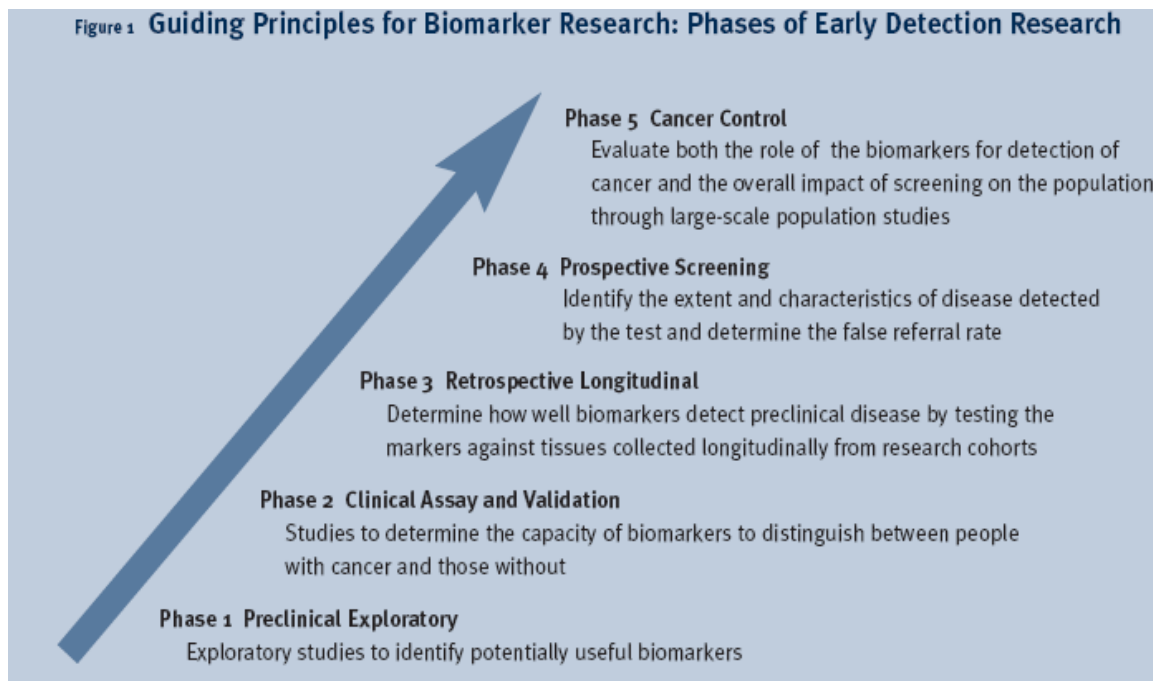 Figure 1 Guiding Principles for Biomarker Research: Phases of Early Detection Research
Phase 5 Cancer Control
Evaluate both the role of the biomarkers for detection of
cancer and the overall impact of screening on the population
through large-scale population studies
Phase 4 Prospective Screening
Identify the extent and characteristics of disease detected
by the test and determine the false referral rate
Phase 3 Retrospective Longitudinal
Determine how well biomarkers detect preclinical disease by testing the
markers against tissues collected longitudinally from research cohorts
Phase 2 Clinical Assay and Validation
Studies to determine the capacity of biomarkers to distinguish between people
with cancer and those without
Phase 1 Preclinical Exploratory
Exploratory studies to identify potentially useful biomarkers